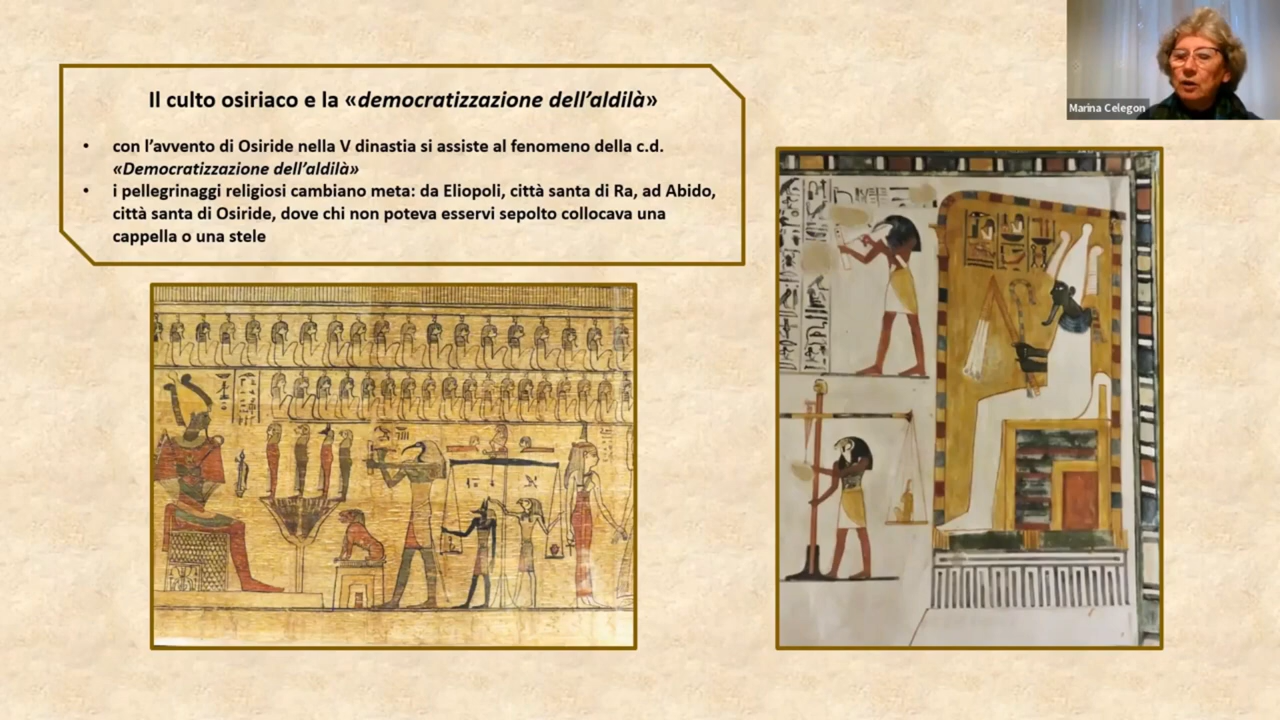 Il culto osiriaco e la «democratizzazione dell’aldilà»
• con l’avvento di Osiride nella V dinastia si assiste al fenomeno della c.d.
«Democratizzazione dell’aldilà»
• i pellegrinaggi religiosi cambiano meta: da Eliopoli, città santa di Ra, ad Abido,
città santa di Osiride, dove chi non poteva esservi sepolto collocava una
cappella o una stele
Marina Celegon